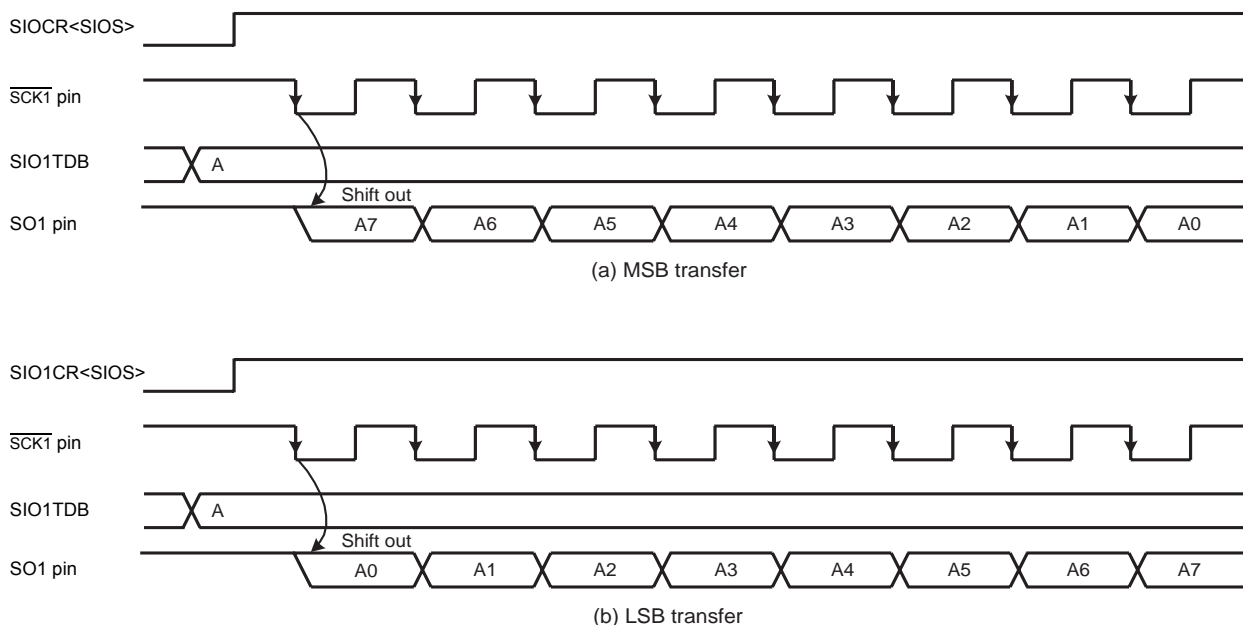 SIOCR<SIOS>
SCK1 pin
SIO1TDB
A
Shift out
SO1 pin
A7 A6 A5 A4 A3 A2 A1 A0
(a) MSB transfer
SIO1CR<SIOS>
SCK1 pin
SIO1TDB
A
Shift out
SO1 pin
A0 A1 A2 A3 A4 A5 A6 A7
(b) LSB transfer